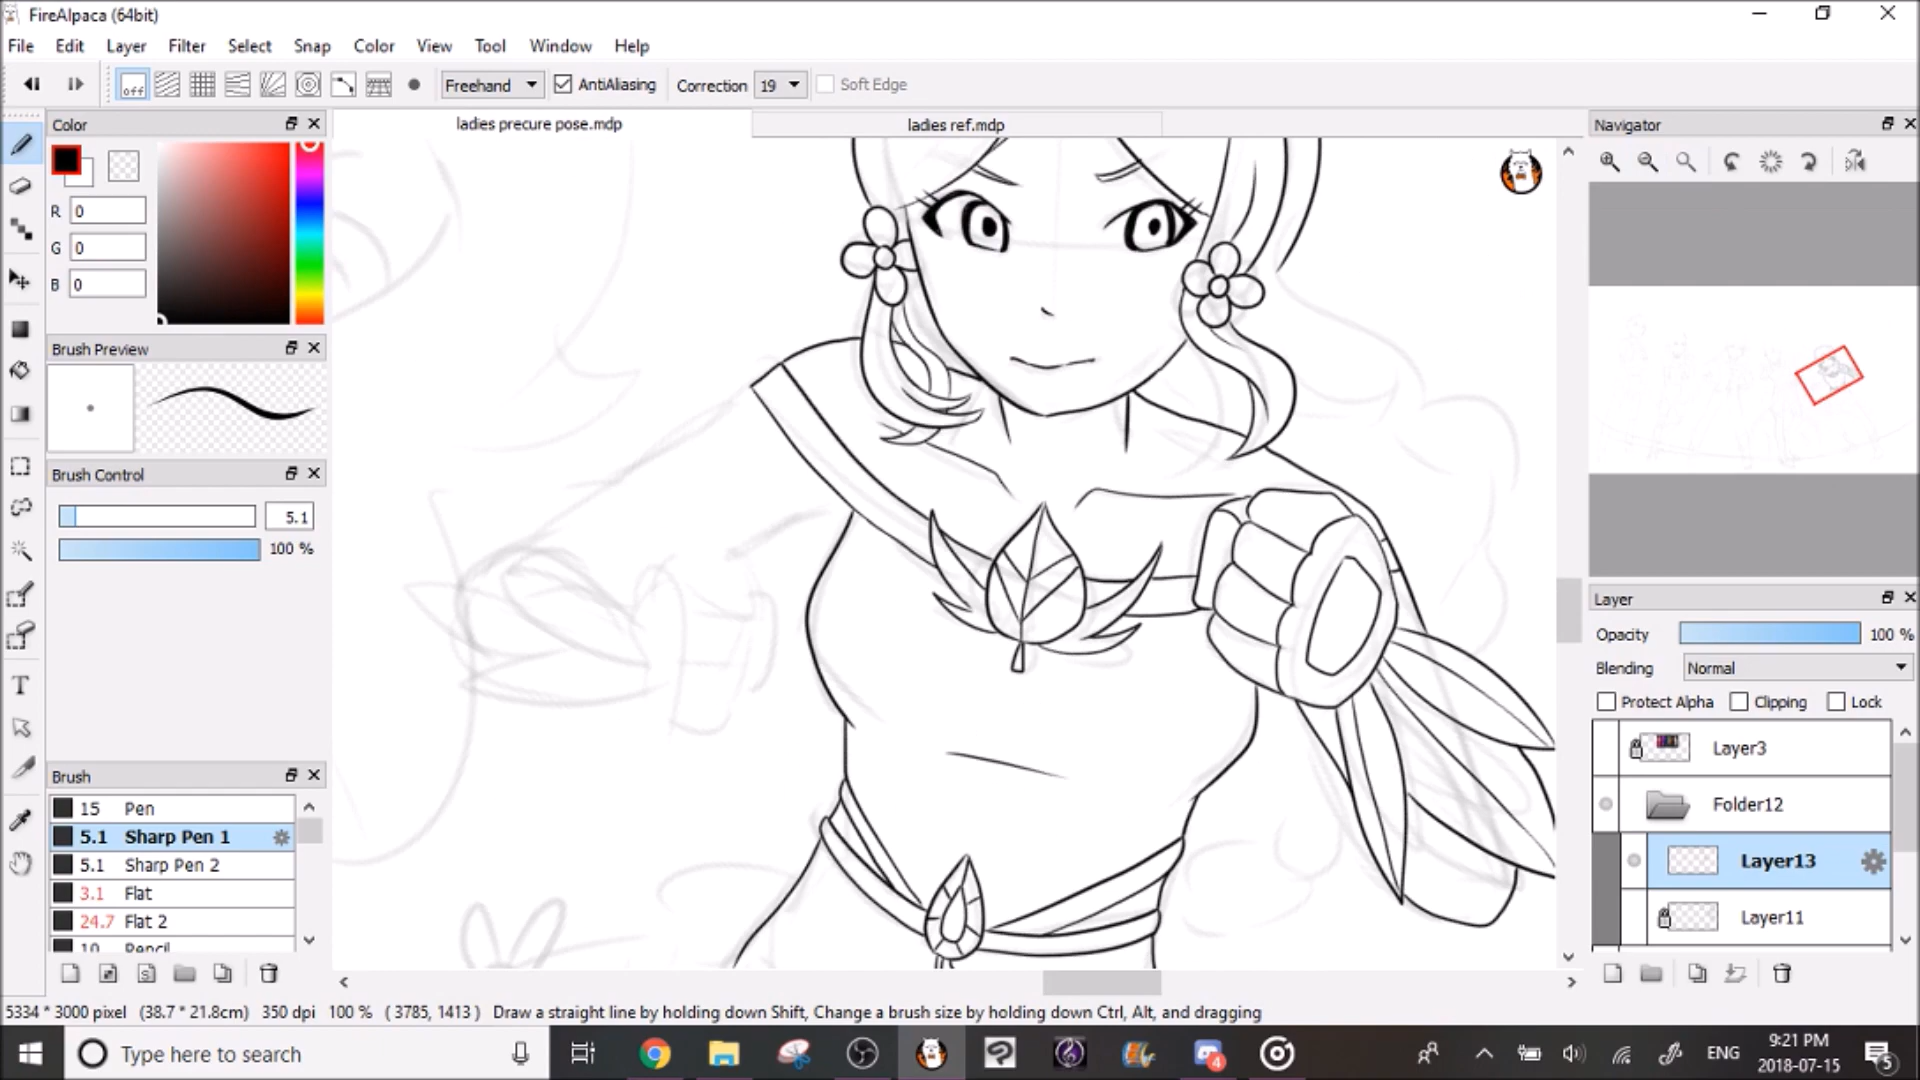 FireAlpaca (64bit)
File Edit Layer Filter Select Snap Color View Tool Window Help
off Freehand AntiAliasing Correction 19 Soft Edge
Color
ladies precure pose.mdp
ladies ref.mdp
Navigator
R 0
G 0
B 0
Brush Preview
Brush Control
5.1
100 %
Brush
15 Pen
5.1 Sharp Pen 1
5.1 Sharp Pen 2
3.1 Flat
24.7 Flat 2
10 Pencil
Layer
Opacity 100 %
Blending Normal
Protect Alpha Clipping Lock
Layer3
Folder12
Layer13
Layer11
5334 * 3000 pixel (38.7 * 21.8cm) 350 dpi 100 % ( 3785, 1413 ) Draw a straight line by holding down Shift, Change a brush size by holding down Ctrl, Alt, and dragging
Type here to search
4
ENG
9:21 PM
2018-07-15
5